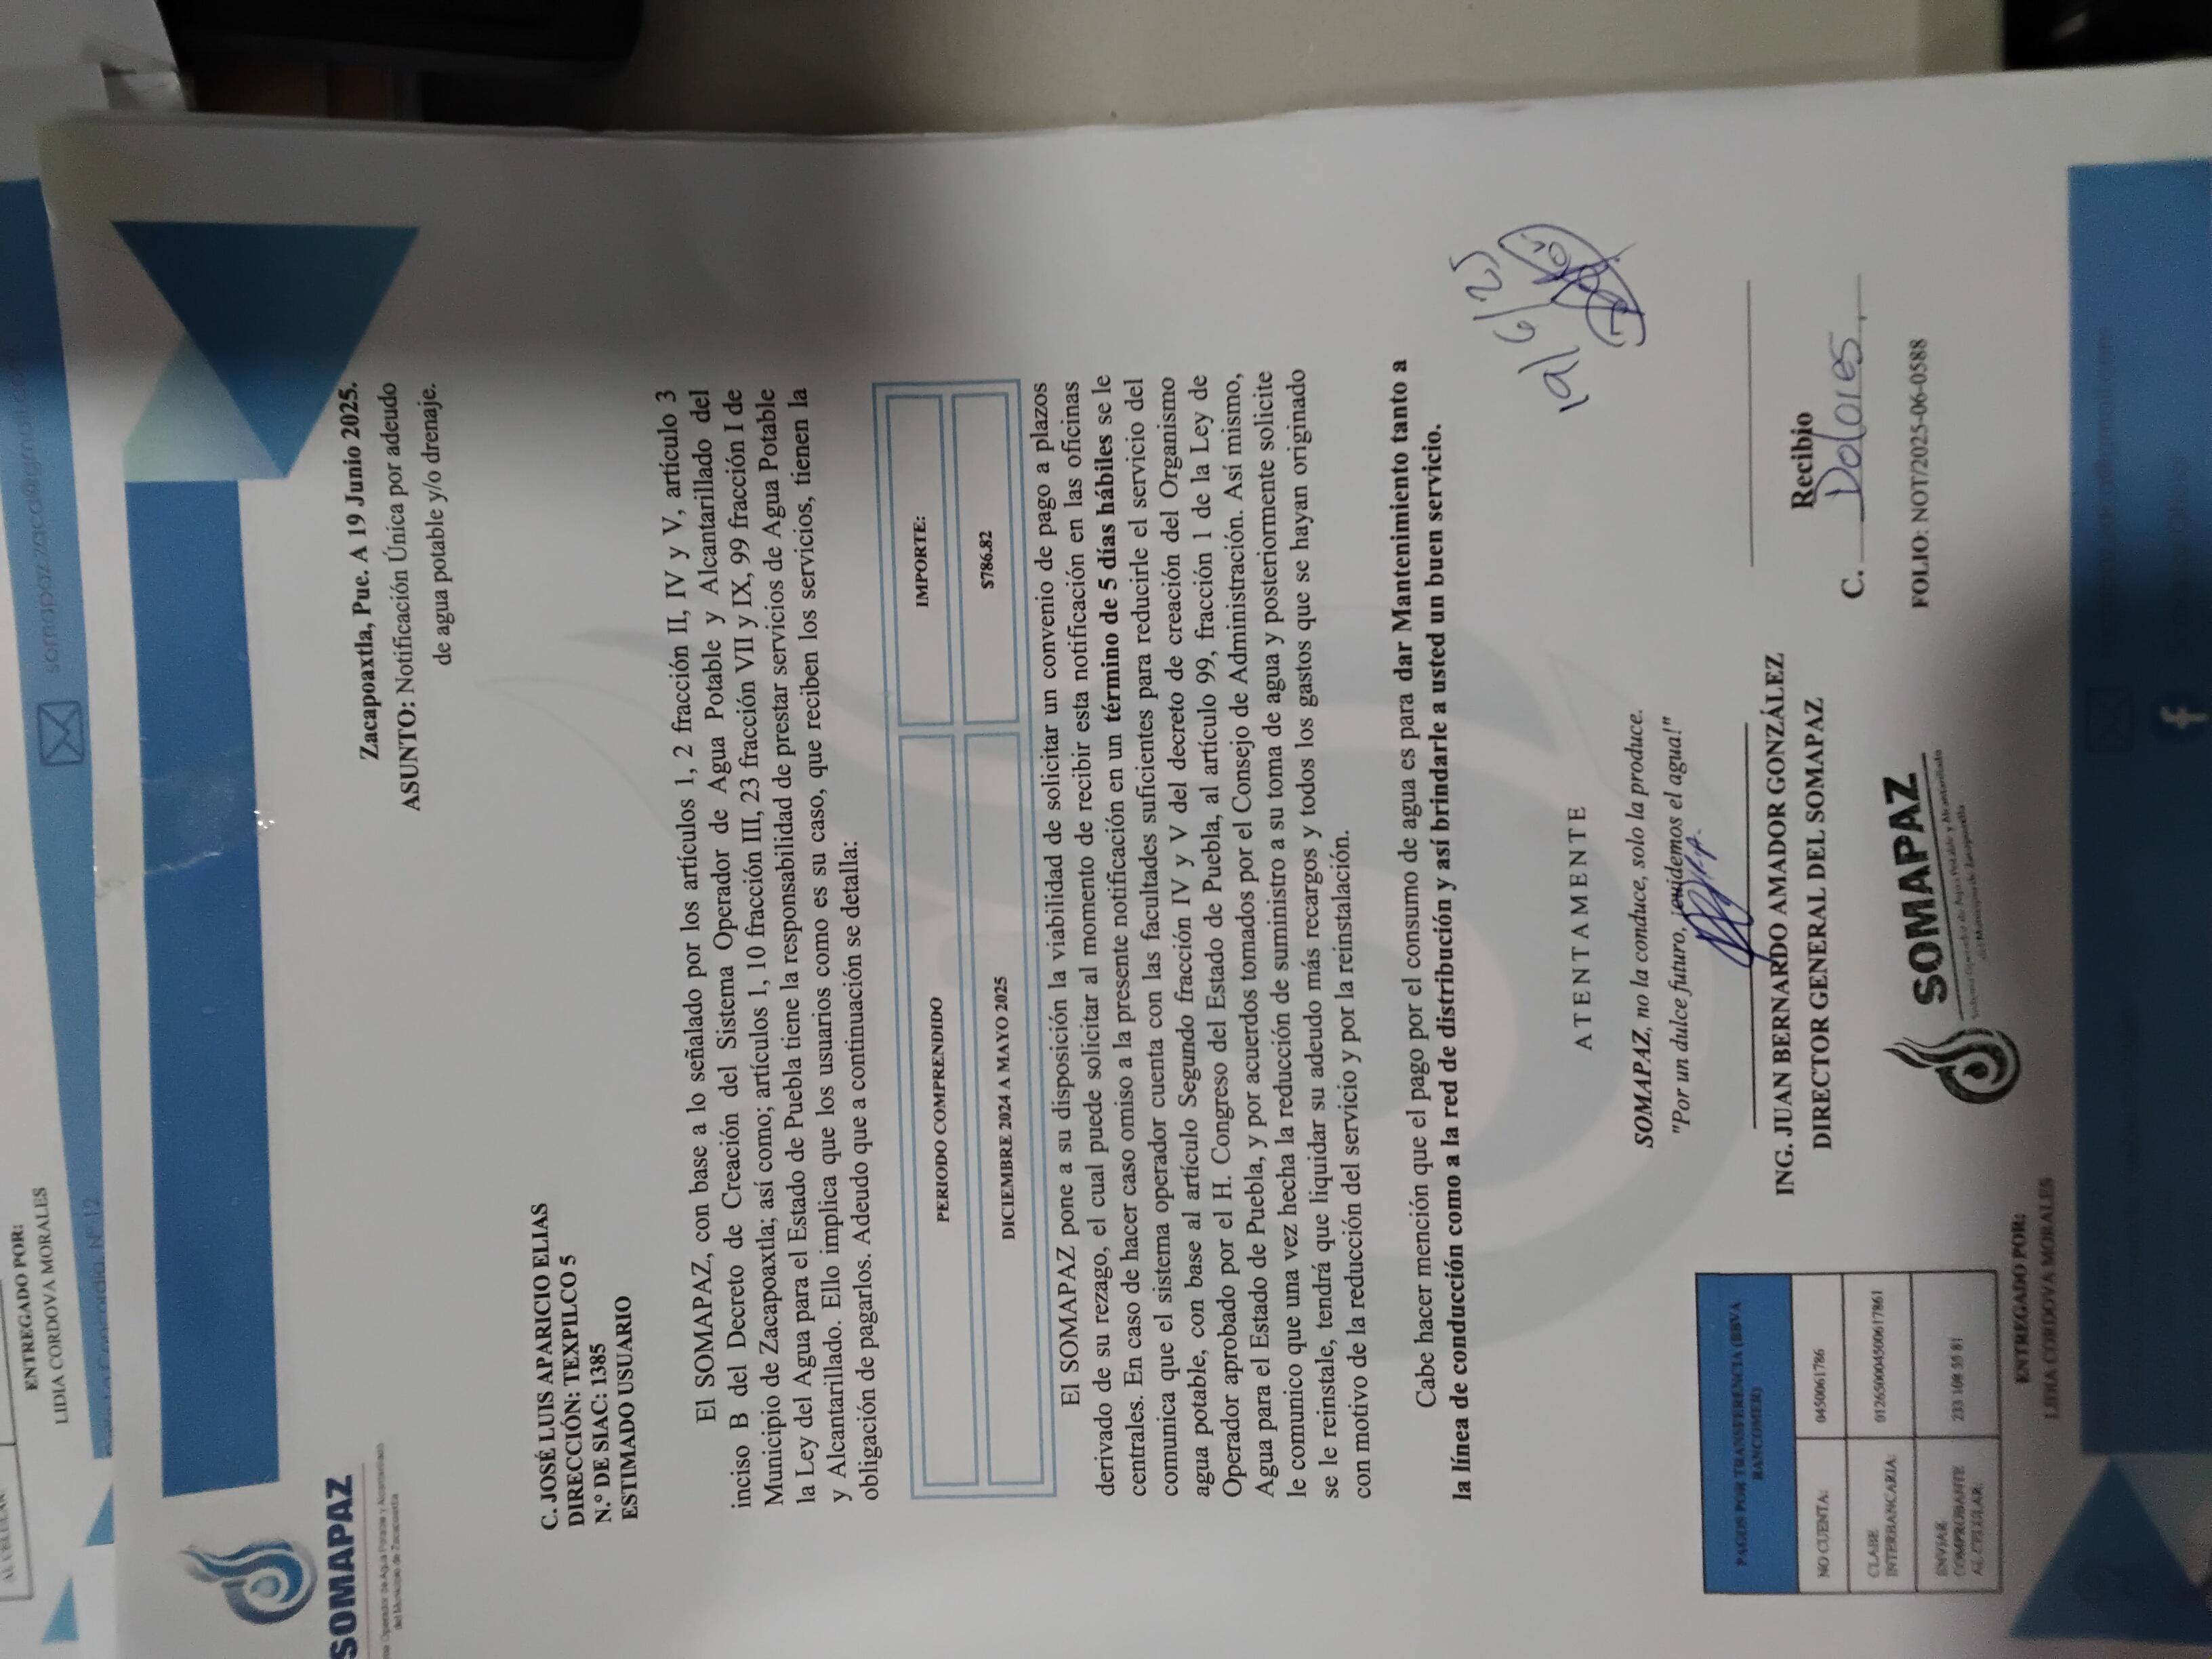 AL CELULAR:
ENTREGADO POR:
LIDIA CORDOVA MORALES
La Concordia, Nº 12
somapaz.zaca@gmail.com
SOMAPAZ
Operador de Agua Potable y Alcantarillado
del Municipio de Zacapoaxtla
Zacapoaxtla, Pue. A 19 Junio 2025.
ASUNTO: Notificación Única por adeudo
de agua potable y/o drenaje.
C. JOSÉ LUIS APARICIO ELIAS
DIRECCIÓN: TEXPILCO 5
N.º DE SIAC: 1385
ESTIMADO USUARIO
El SOMAPAZ, con base a lo señalado por los artículos 1, 2 fracción II, IV y V, artículo 3
inciso B del Decreto de Creación del Sistema Operador de Agua Potable y Alcantarillado del
Municipio de Zacapoaxtla; así como; artículos 1, 10 fracción III, 23 fracción VII y IX, 99 fracción I de
la Ley del Agua para el Estado de Puebla tiene la responsabilidad de prestar servicios de Agua Potable
y Alcantarillado. Ello implica que los usuarios como es su caso, que reciben los servicios, tienen la
obligación de pagarlos. Adeudo que a continuación se detalla:
PERIODO COMPRENDIDO
IMPORTE:
DICIEMBRE 2024 A MAYO 2025
$786.82
El SOMAPAZ pone a su disposición la viabilidad de solicitar un convenio de pago a plazos
derivado de su rezago, el cual puede solicitar al momento de recibir esta notificación en las oficinas
centrales. En caso de hacer caso omiso a la presente notificación en un término de 5 días hábiles se le
comunica que el sistema operador cuenta con las facultades suficientes para reducirle el servicio del
agua potable, con base al artículo Segundo fracción IV y V del decreto de creación del Organismo
Operador aprobado por el H. Congreso del Estado de Puebla, al artículo 99, fracción 1 de la Ley de
Agua para el Estado de Puebla, y por acuerdos tomados por el Consejo de Administración. Así mismo,
le comunico que una vez hecha la reducción de suministro a su toma de agua y posteriormente solicite
se le reinstale, tendrá que liquidar su adeudo más recargos y todos los gastos que se hayan originado
con motivo de la reducción del servicio y por la reinstalación.
Cabe hacer mención que el pago por el consumo de agua es para dar Mantenimiento tanto a
la línea de conducción como a la red de distribución y así brindarle a usted un buen servicio.
19/6/25
ATENTAMENTE
SOMAPAZ, no la conduce, solo la produce.
"Por un dulce futuro, ¡cuidemos el agua!"
ING. JUAN BERNARDO AMADOR GONZÁLEZ
DIRECTOR GENERAL DEL SOMAPAZ
Recibio
C. Dolores
FOLIO: NOT/2025-06-0588
PAGOS POR TRANSFERENCIA (BBVA
BANCOMER)
NO CUENTA:
0450061786
CLABE
INTERBANCARIA:
012650004500617861
ENVIAR
COMPROBANTE
AL CELULAR:
233 108 55 81
SOMAPAZ
Sistema Operador de Agua Potable y Alcantarillado
del Municipio de Zacapoaxtla
ENTREGADO POR:
LIDIA CORDOVA MORALES
somapaz.zaca@gmail.com